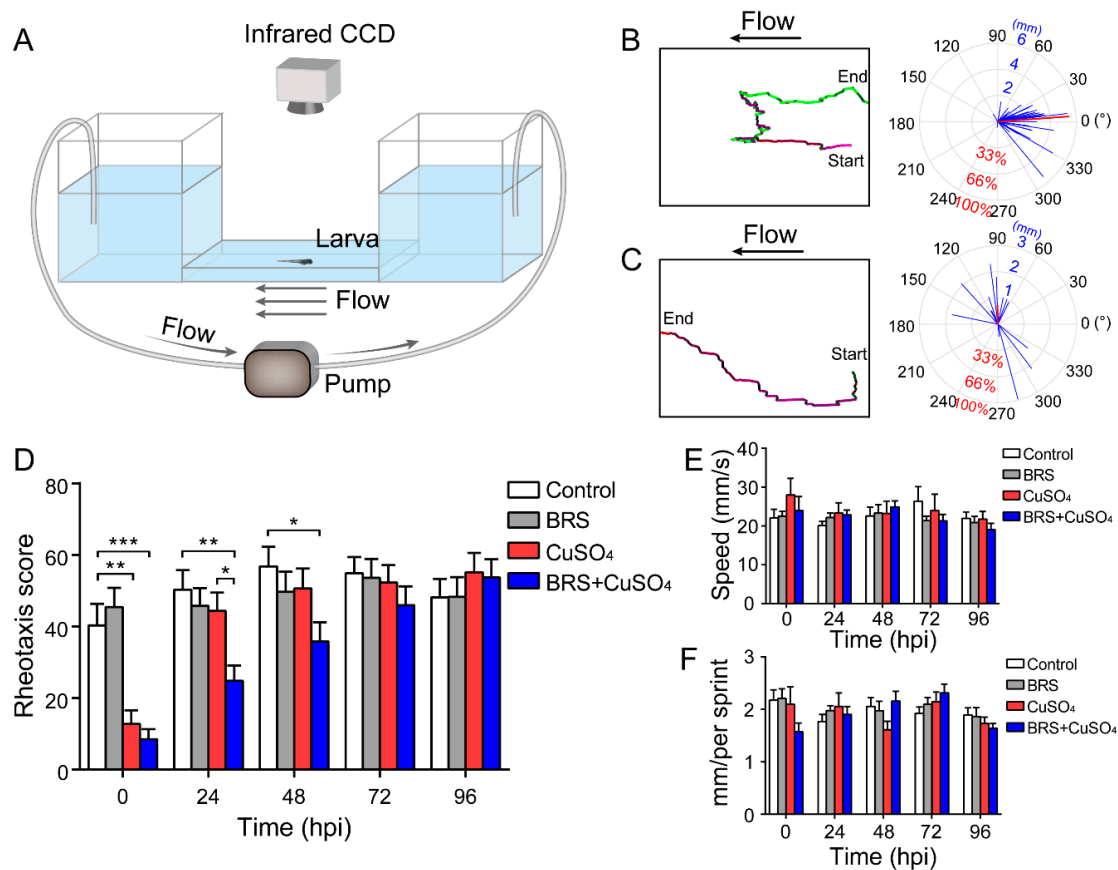 A
Infrared CCD
Larva
Flow
Flow
Pump
B
Flow
End
Start
90
(mm)
6
4
2
60
30
0 (°)
330
300
270
240
210
180
150
120
33%
66%
100%
C
Flow
End
Start
90
(mm)
3
2
1
60
30
0 (°)
330
300
270
240
210
180
150
120
33%
66%
100%
D
Rheotaxis score
80
60
40
20
0
***
**
**
*
*
Control
BRS
CuSO₄
BRS+CuSO₄
0 24 48 72 96
Time (hpi)
E
Speed (mm/s)
40
30
20
10
0
Control
BRS
CuSO₄
BRS+CuSO₄
0 24 48 72 96
Time (hpi)
F
mm/per sprint
3
2
1
0
Control
BRS
CuSO₄
BRS+CuSO₄
0 24 48 72 96
Time (hpi)